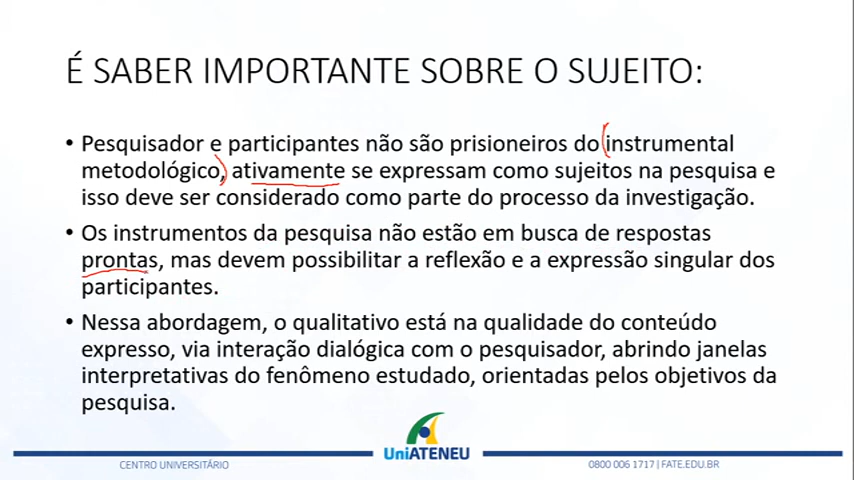 É SABER IMPORTANTE SOBRE O SUJEITO:
• Pesquisador e participantes não são prisioneiros do instrumental
metodológico, ativamente se expressam como sujeitos na pesquisa e
isso deve ser considerado como parte do processo da investigação.
• Os instrumentos da pesquisa não estão em busca de respostas
prontas, mas devem possibilitar a reflexão e a expressão singular dos
participantes.
• Nessa abordagem, o qualitativo está na qualidade do conteúdo
expresso, via interação dialógica com o pesquisador, abrindo janelas
interpretativas do fenômeno estudado, orientadas pelos objetivos da
pesquisa.
UniATENEU
CENTRO UNIVERSITÁRIO
0800 006 1717 | FATE.EDU.BR